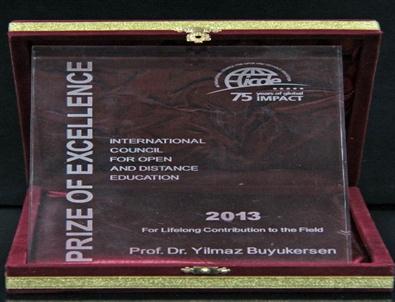 PRIZE OF EXCELLENCE
icde
75 years of global
IMPACT
INTERNATIONAL
COUNCIL
FOR OPEN
AND DISTANCE
EDUCATION
2013
For Lifelong Contribution to the Field
Prof. Dr. Yilmaz Buyukersen